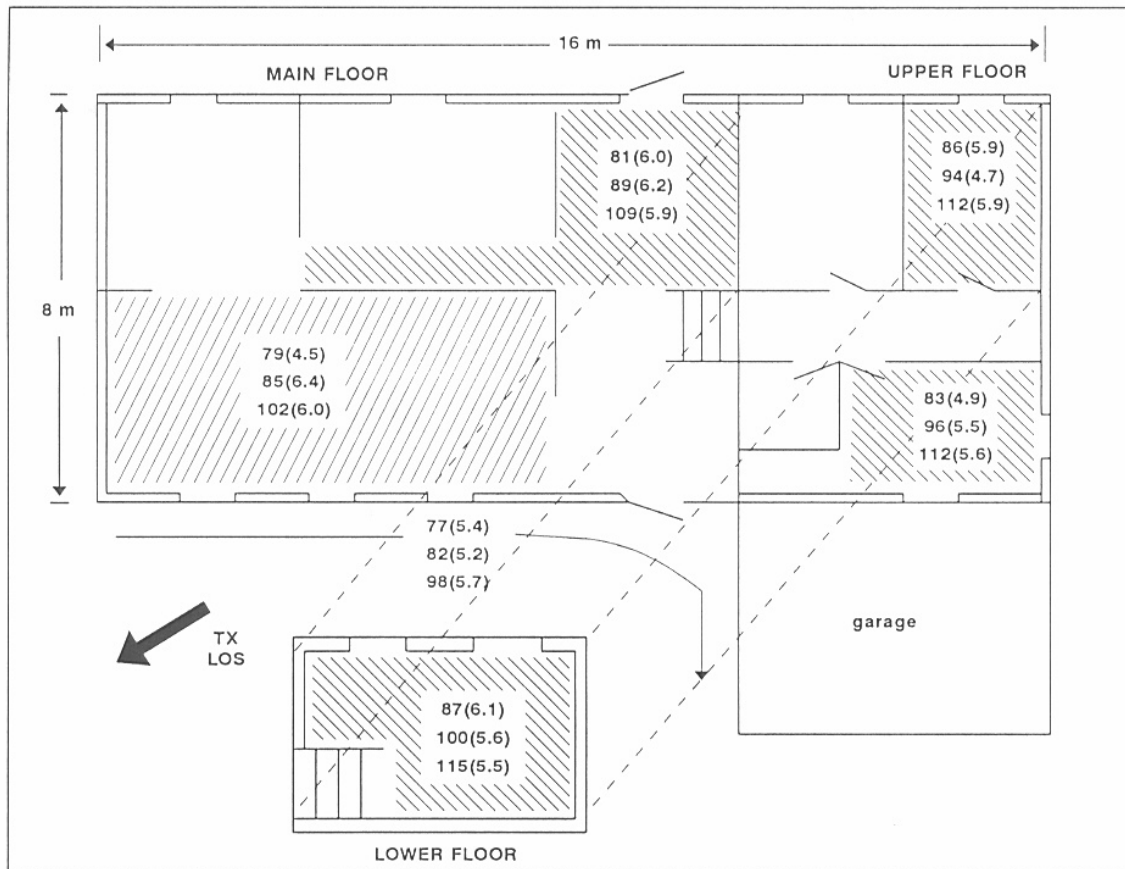 16 m
MAIN FLOOR
UPPER FLOOR
81(6.0)
89(6.2)
109(5.9)
86(5.9)
94(4.7)
112(5.9)
8 m
79(4.5)
85(6.4)
102(6.0)
83(4.9)
96(5.5)
112(5.6)
77(5.4)
82(5.2)
98(5.7)
TX
LOS
garage
87(6.1)
100(5.6)
115(5.5)
LOWER FLOOR